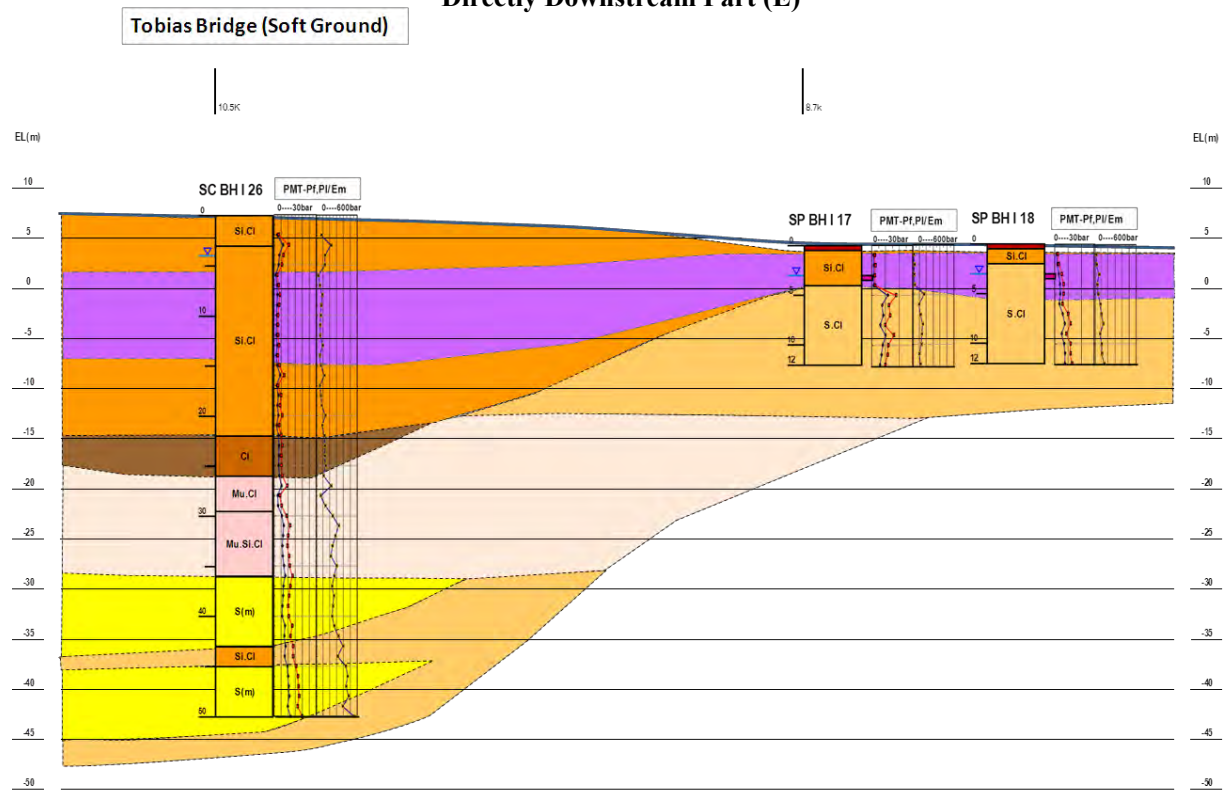 Directly Downstream Part (E)
Tobias Bridge (Soft Ground)
10.5K
8.7k
EL(m)
EL(m)
10
10
SC BH I 26
PMT-Pf,Pl/Em
0----30bar
0----600bar
0
SP BH I 17
PMT-Pf,Pl/Em
0----30bar
0----600bar
SP BH I 18
PMT-Pf,Pl/Em
0----30bar
0----600bar
Si.Cl
5
5
0
0
Si.Cl
Si.Cl
0
0
5
5
10
S.Cl
S.Cl
-5
-5
Si.Cl
10
10
12
12
-10
-10
20
-15
-15
Cl
-20
-20
Mu.Cl
30
-25
-25
Mu.Si.Cl
-30
-30
40
S(m)
-35
-35
Si.Cl
-40
-40
S(m)
50
-45
-45
-50
-50